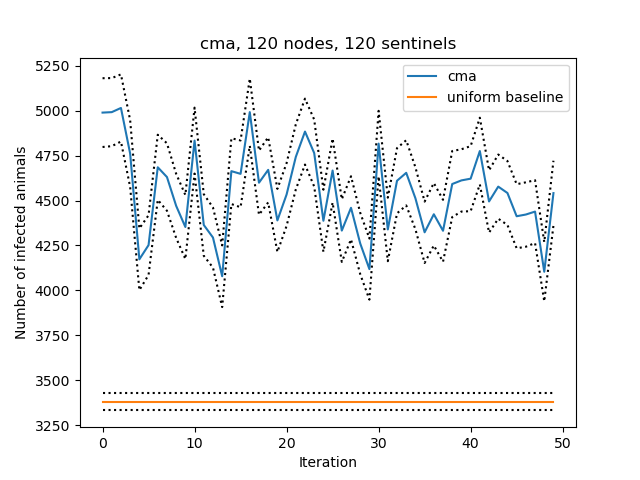 cma, 120 nodes, 120 sentinels
cma
uniform baseline
5250
5000
4750
4500
4250
4000
3750
3500
3250
Number of infected animals
0 10 20 30 40 50
Iteration